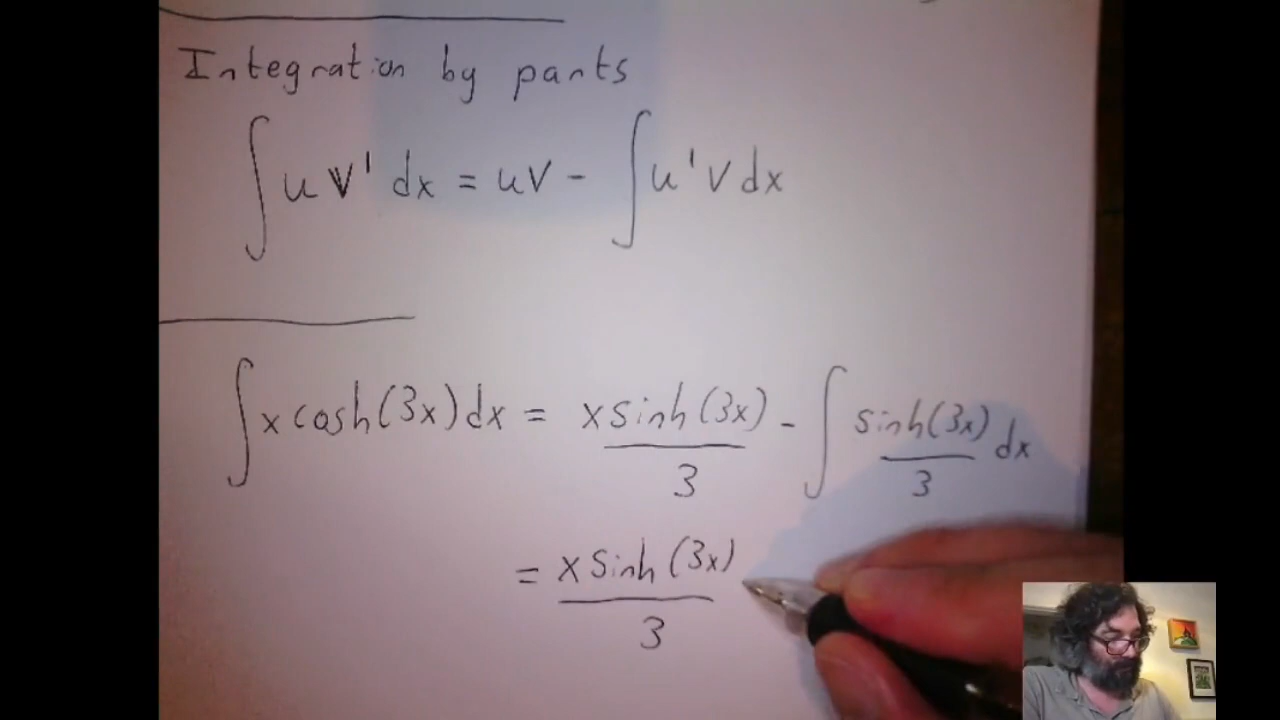 Integration by parts
∫ u v' dx = uv - ∫ u' v dx
∫ x cosh(3x) dx = x sinh(3x)/3 - ∫ sinh(3x)/3 dx
= x sinh(3x)/3